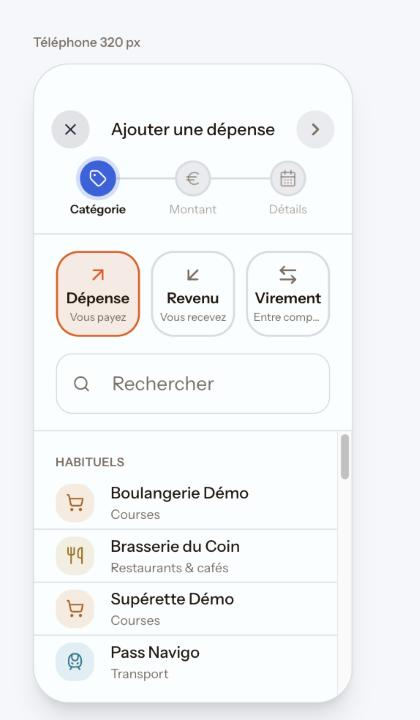 Téléphone 320 px
Ajouter une dépense
Catégorie
Montant
Détails
Dépense
Vous payez
Revenu
Vous recevez
Virement
Entre comp...
Rechercher
HABITUELS
Boulangerie Démo
Courses
Brasserie du Coin
Restaurants & cafés
Supérette Démo
Courses
Pass Navigo
Transport